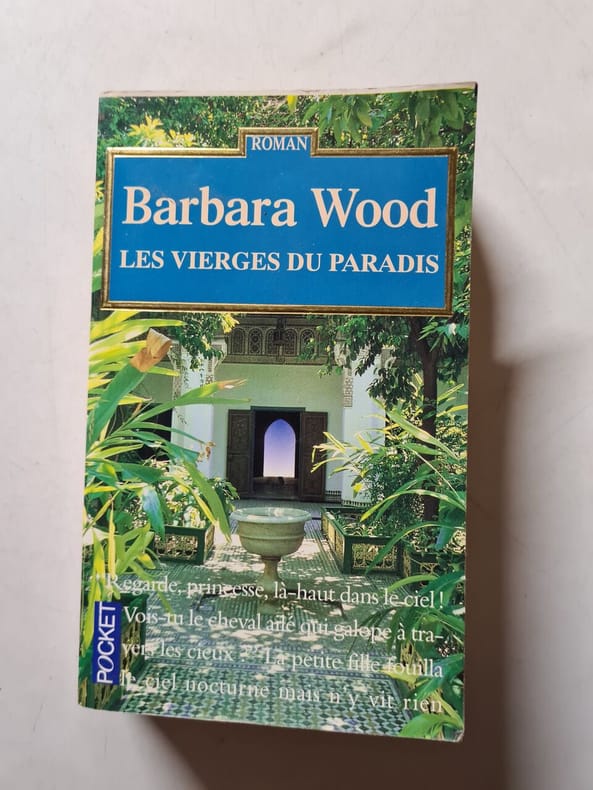 ROMAN
Barbara Wood
LES VIERGES DU PARADIS
"Regarde, princesse, là-haut dans le ciel !
Vois-tu le cheval ailé qui galope à tra-
vers les cieux ?" La petite fille fouilla
le ciel nocturne mais n'y vit rien
POCKET